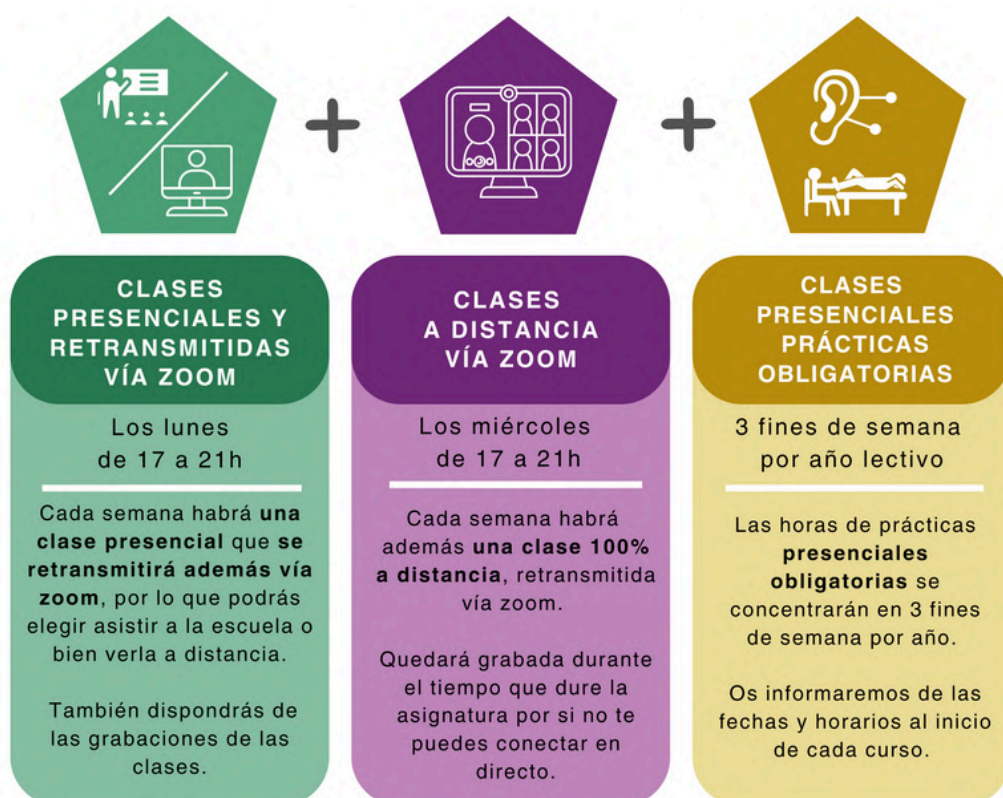 CLASES
PRESENCIALES Y
RETRANSMITIDAS
VÍA ZOOM
Los lunes
de 17 a 21h
Cada semana habrá una
clase presencial que se
retransmitirá además vía
zoom, por lo que podrás
elegir asistir a la escuela o
bien verla a distancia.
También dispondrás de
las grabaciones de las
clases.
CLASES
A DISTANCIA
VÍA ZOOM
Los miércoles
de 17 a 21h
Cada semana habrá
además una clase 100%
a distancia, retransmitida
vía zoom.
Quedará grabada durante
el tiempo que dure la
asignatura por si no te
puedes conectar en
directo.
CLASES
PRESENCIALES
PRÁCTICAS
OBLIGATORIAS
3 fines de semana
por año lectivo
Las horas de prácticas
presenciales
obligatorias se
concentrarán en 3 fines
de semana por año.
Os informaremos de las
fechas y horarios al inicio
de cada curso.